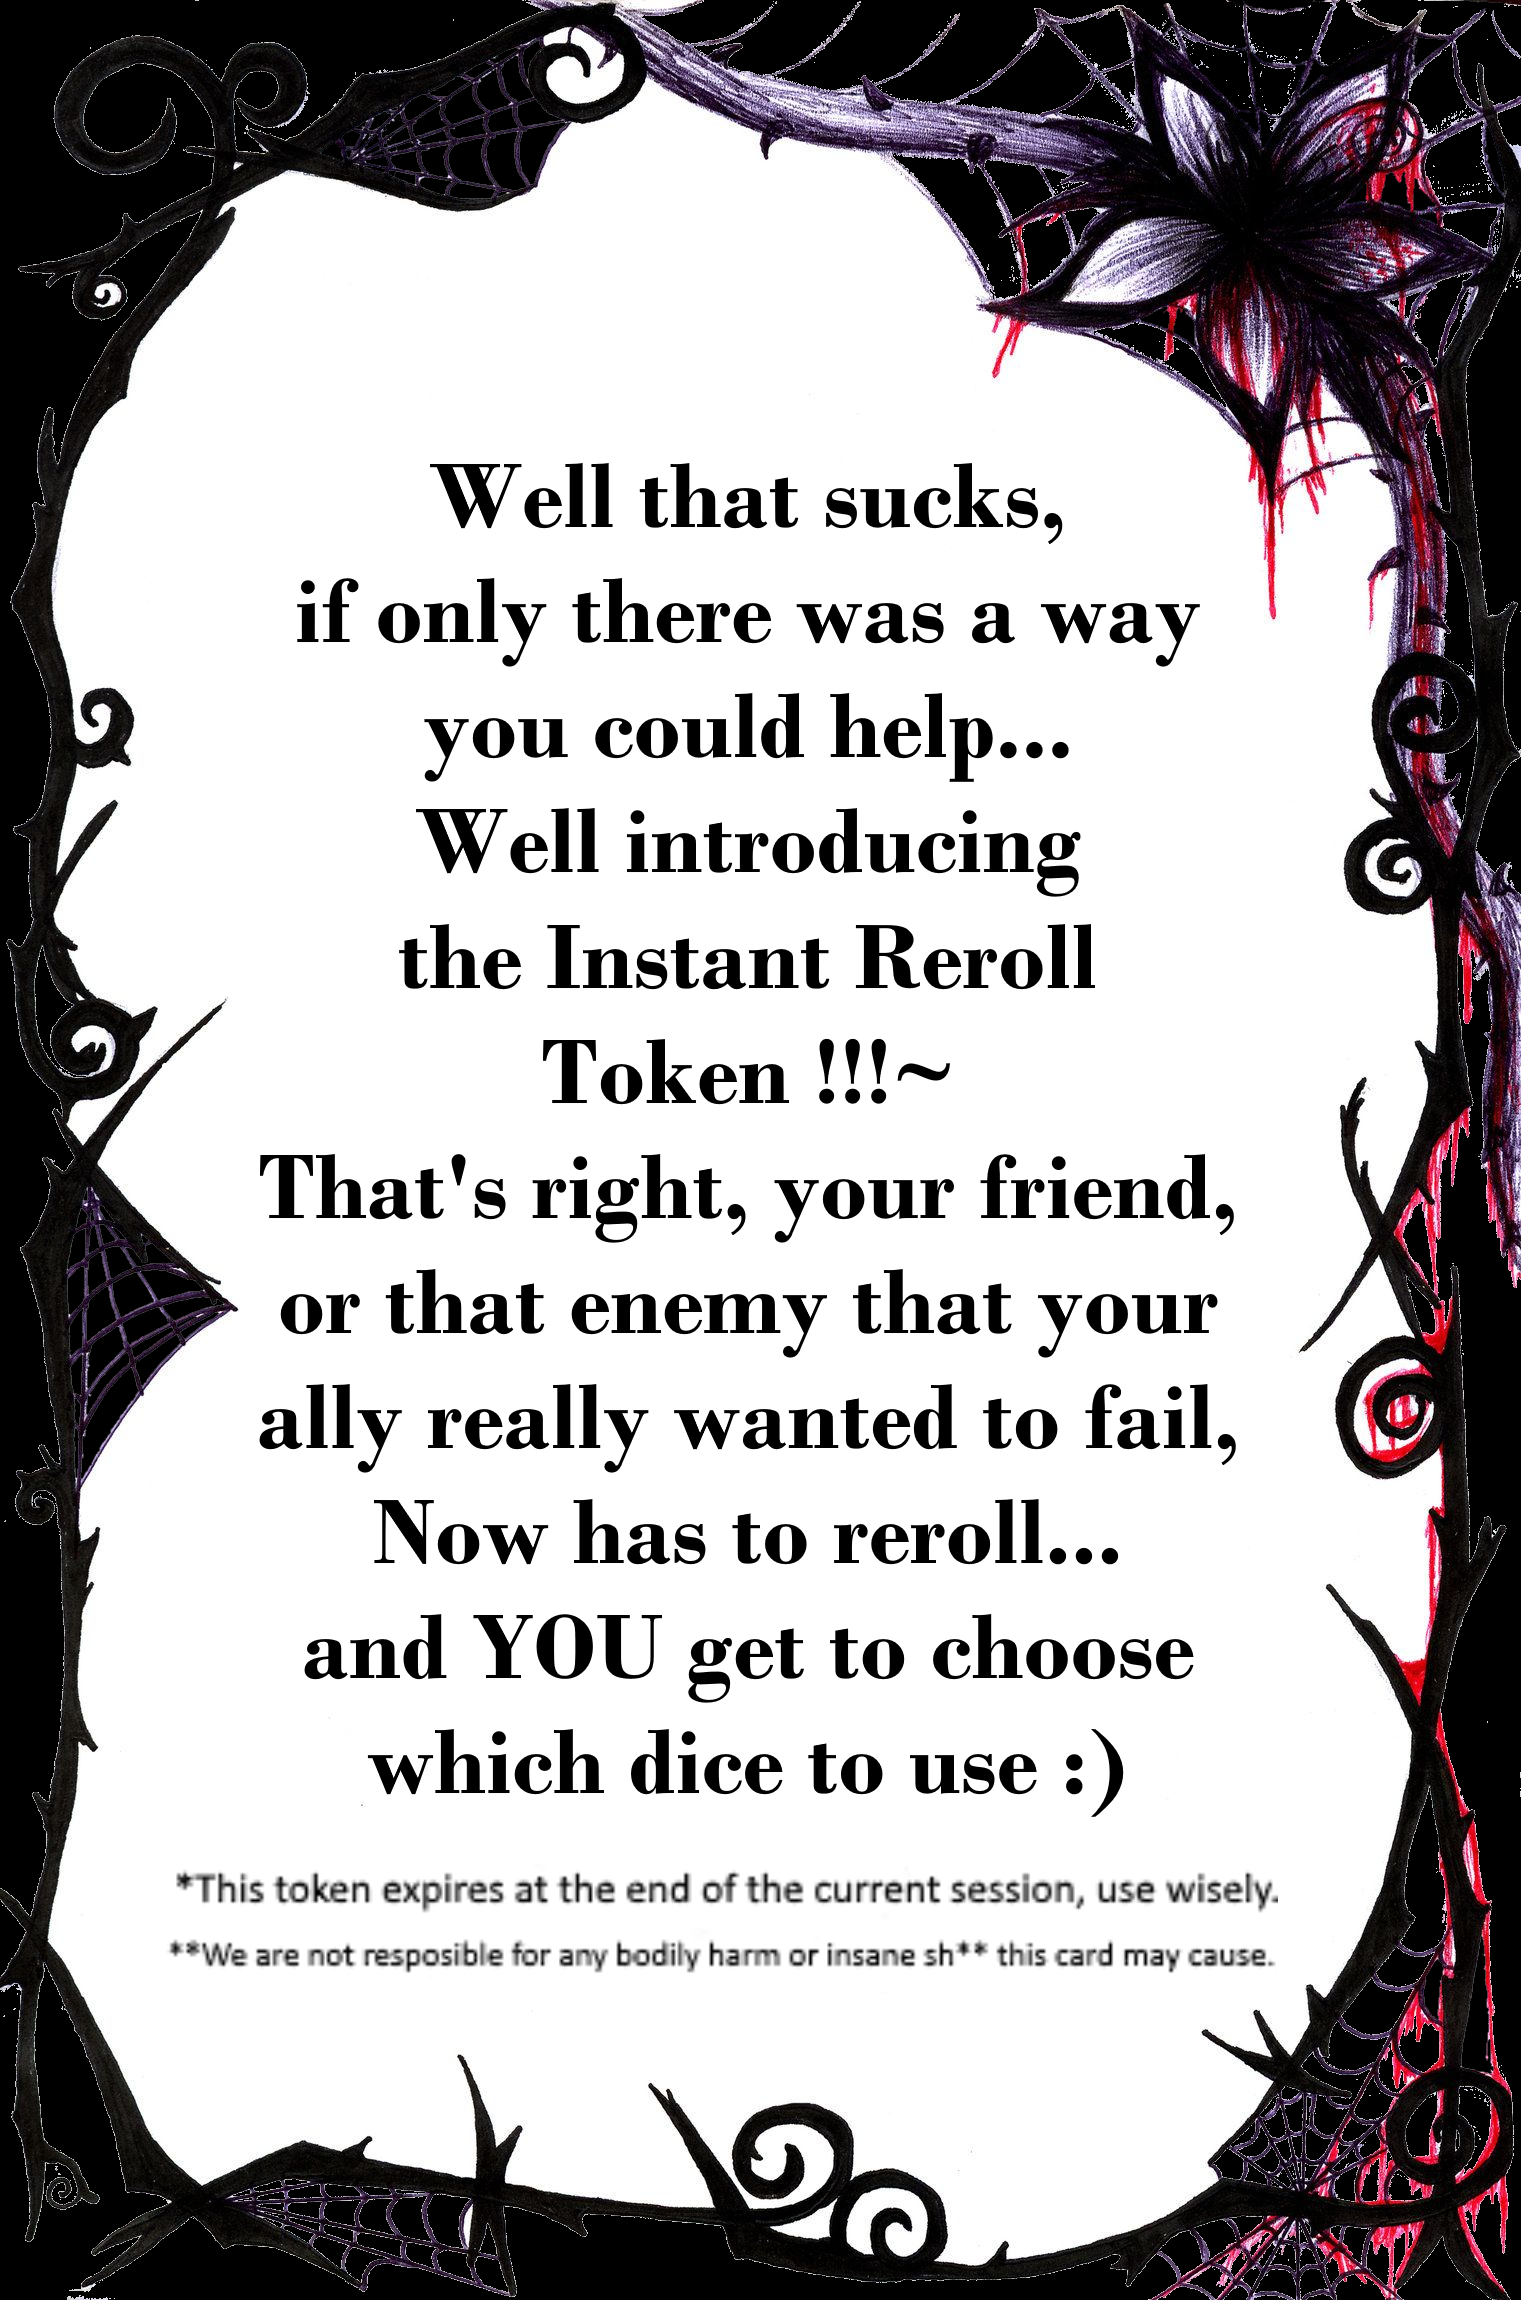 Well that sucks,
if only there was a way
you could help...
Well introducing
the Instant Reroll
Token !!!~
That's right, your friend,
or that enemy that your
ally really wanted to fail,
Now has to reroll...
and YOU get to choose
which dice to use :)
*This token expires at the end of the current session, use wisely.
**We are not resposible for any bodily harm or insane sh** this card may cause.